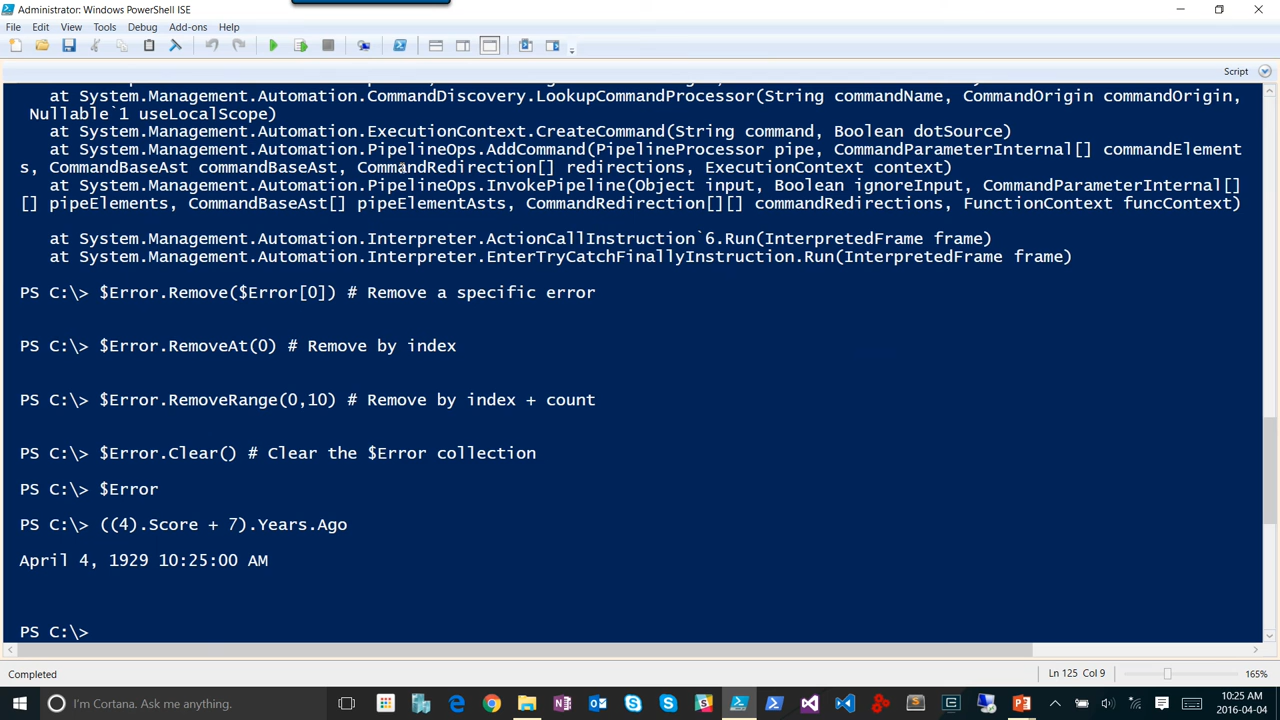 Administrator: Windows PowerShell ISE
File Edit View Tools Debug Add-ons Help
Script
at System.Management.Automation.CommandDiscovery.LookupCommandProcessor(String commandName, CommandOrigin commandOrigin,
Nullable`1 useLocalScope)
at System.Management.Automation.ExecutionContext.CreateCommand(String command, Boolean dotSource)
at System.Management.Automation.PipelineOps.AddCommand(PipelineProcessor pipe, CommandParameterInternal[] commandElement
s, CommandBaseAst commandBaseAst, CommandRedirection[] redirections, ExecutionContext context)
at System.Management.Automation.PipelineOps.InvokePipeline(Object input, Boolean ignoreInput, CommandParameterInternal[]
[] pipeElements, CommandBaseAst[] pipeElementAsts, CommandRedirection[][] commandRedirections, FunctionContext funcContext)
at System.Management.Automation.Interpreter.ActionCallInstruction`6.Run(InterpretedFrame frame)
at System.Management.Automation.Interpreter.EnterTryCatchFinallyInstruction.Run(InterpretedFrame frame)
PS C:\> $Error.Remove($Error[0]) # Remove a specific error
PS C:\> $Error.RemoveAt(0) # Remove by index
PS C:\> $Error.RemoveRange(0,10) # Remove by index + count
PS C:\> $Error.Clear() # Clear the $Error collection
PS C:\> $Error
PS C:\> ((4).Score + 7).Years.Ago
April 4, 1929 10:25:00 AM
PS C:\>
Completed
Ln 125 Col 9
165%
I'm Cortana. Ask me anything.
10:25 AM
2016-04-04